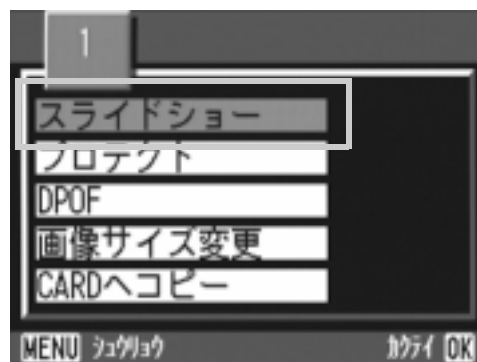 1
スライドショー
プロテクト
DPOF
画像サイズ変更
CARDへコピー
MENU シュウリョウ カクテイ OK